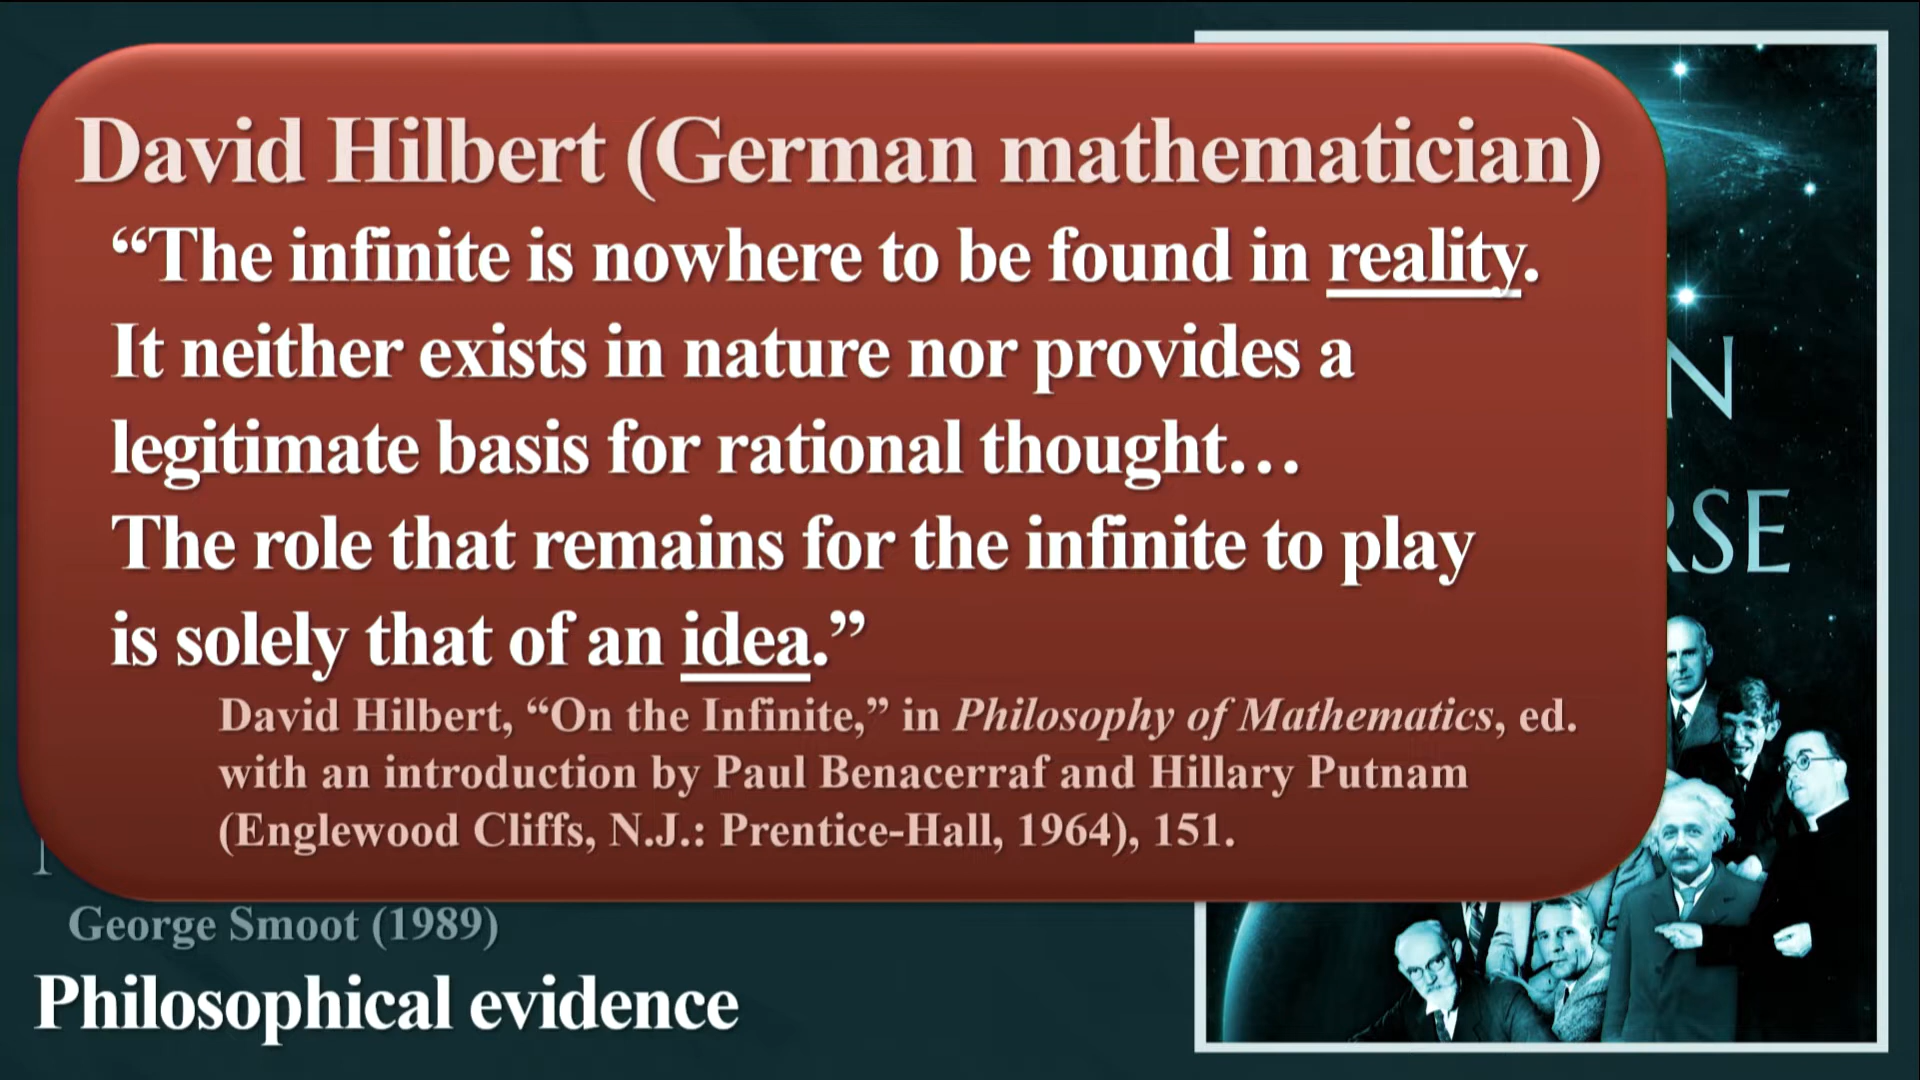 David Hilbert (German mathematician)
“The infinite is nowhere to be found in reality.
It neither exists in nature nor provides a
legitimate basis for rational thought…
The role that remains for the infinite to play
is solely that of an idea.”
David Hilbert, “On the Infinite,” in Philosophy of Mathematics, ed.
with an introduction by Paul Benacerraf and Hillary Putnam
(Englewood Cliffs, N.J.: Prentice-Hall, 1964), 151.
George Smoot (1989)
Philosophical evidence